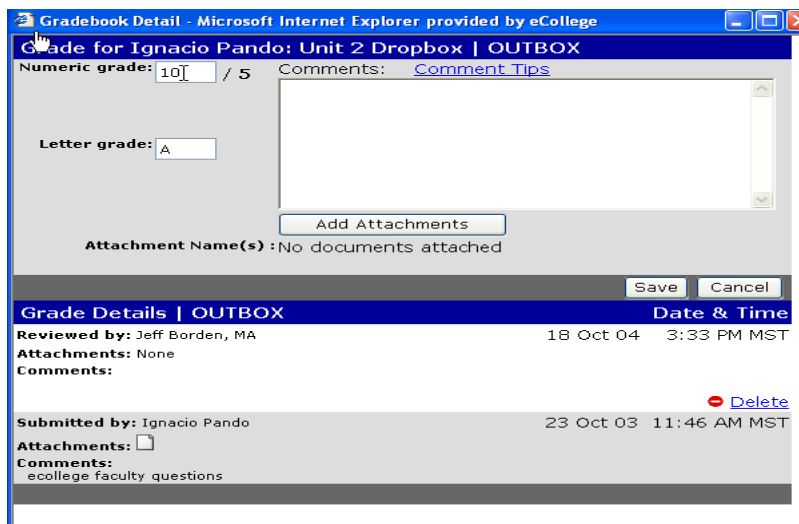 Gradebook Detail - Microsoft Internet Explorer provided by eCollege
Grade for Ignacio Pando: Unit 2 Dropbox | OUTBOX
Numeric grade: 10 / 5 Comments: Comment Tips
Letter grade: A
Add Attachments
Attachment Name(s) : No documents attached
Save Cancel
Grade Details | OUTBOX Date & Time
Reviewed by: Jeff Borden, MA 18 Oct 04 3:33 PM MST
Attachments: None
Comments:
Delete
Submitted by: Ignacio Pando 23 Oct 03 11:46 AM MST
Attachments:
Comments:
ecollege faculty questions